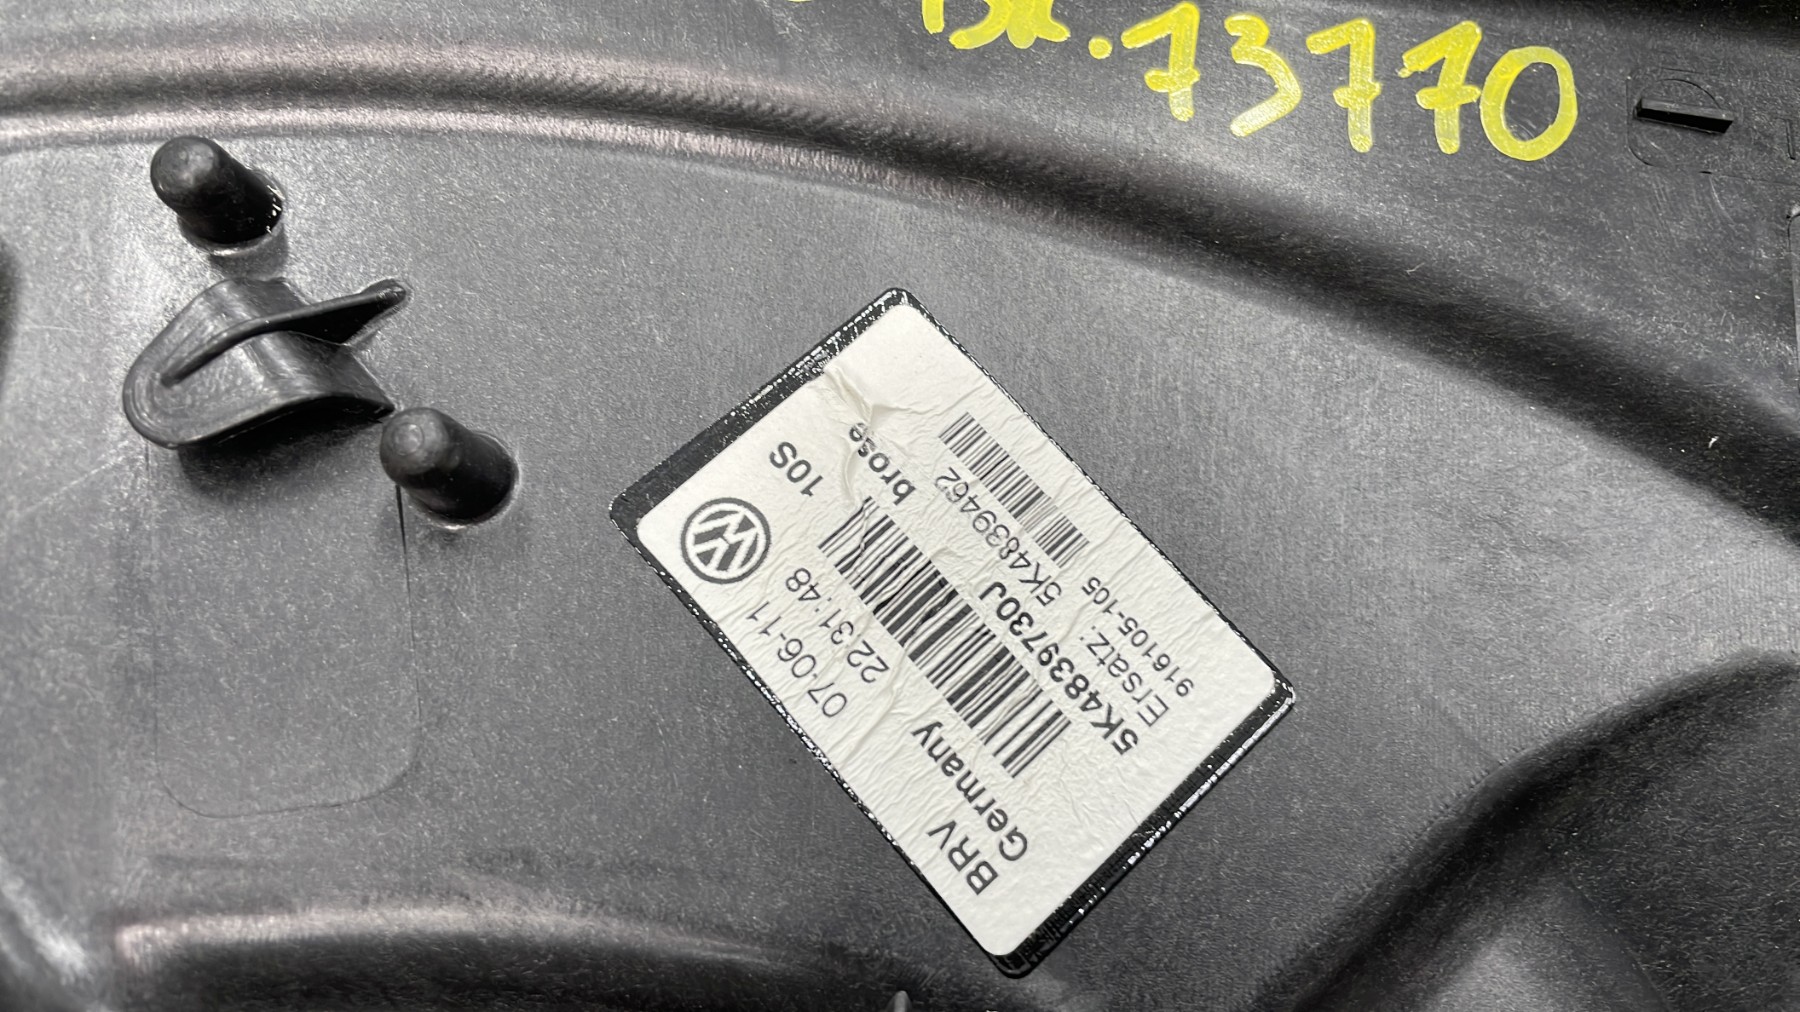 .73770
BRV
Germany
07-06-11
22:31:48
10S
5K4839730J
brose
Ersatz: 5K4839462
916105-105